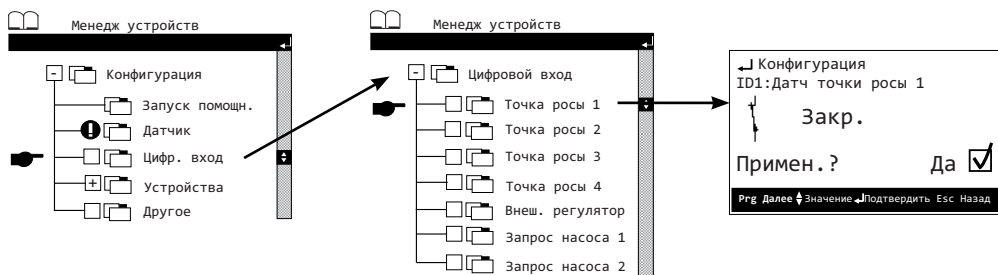 Менедж устройств
Конфигурация
Запуск помощн.
Датчик
Цифр. вход
Устройства
Другое
Менедж устройств
Цифровой вход
Точка росы 1
Точка росы 2
Точка росы 3
Точка росы 4
Внеш. регулятор
Запрос насоса 1
Запрос насоса 2
Конфигурация
ID1:Датч точки росы 1
Закр.
Примен.? Да
Prg Далее Значение Подтвердить Esc Назад